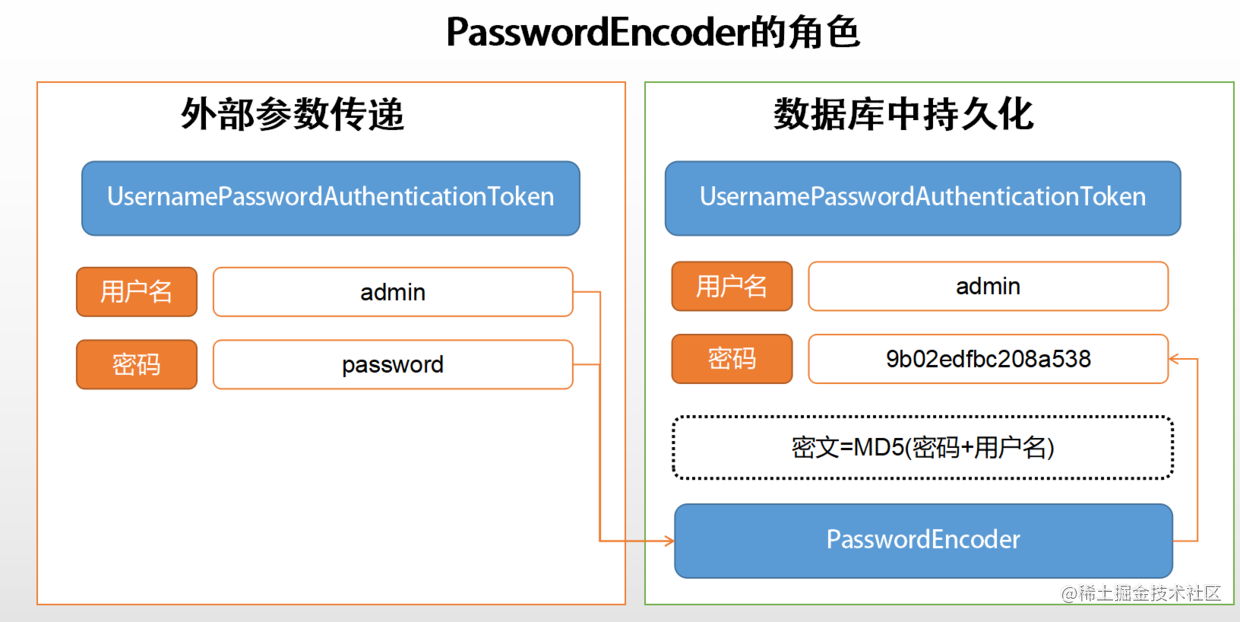 PasswordEncoder的角色
外部参数传递
UsernamePasswordAuthenticationToken
用户名
admin
密码
password
数据库中持久化
UsernamePasswordAuthenticationToken
用户名
admin
密码
9b02edfbc208a538
密文=MD5(密码+用户名)
PasswordEncoder
@稀土掘金技术社区